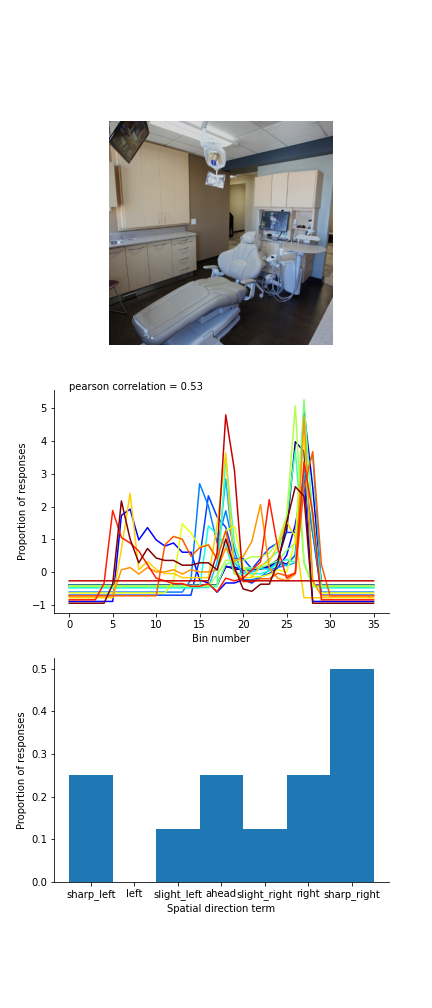 pearson correlation = 0.53
5
4
3
2
1
0
−1
Proportion of responses
0 5 10 15 20 25 30 35
Bin number
0.5
0.4
0.3
0.2
0.1
0.0
Proportion of responses
sharp_left left slight_left ahead slight_right right sharp_right
Spatial direction term